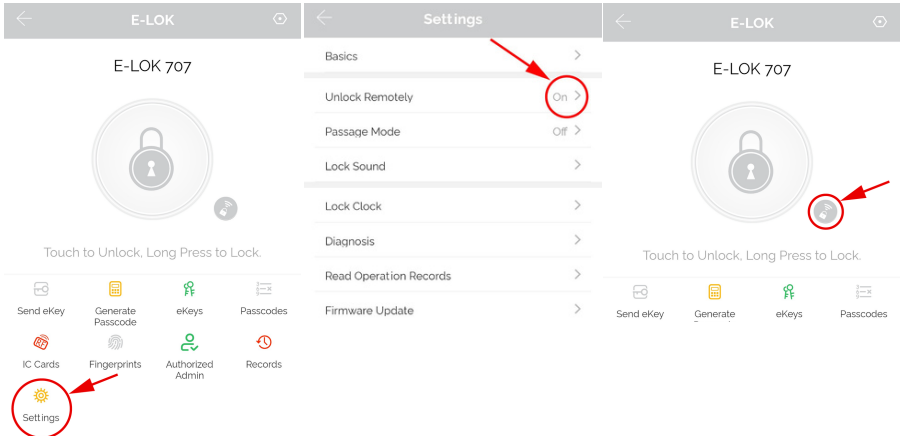 E-LOK
E-LOK 707
Touch to Unlock, Long Press to Lock.
Send eKey
Generate
Passcode
eKeys
Passcodes
IC Cards
Fingerprints
Authorized
Admin
Records
Settings
Settings
Basics
Unlock Remotely On
Passage Mode Off
Lock Sound
Lock Clock
Diagnosis
Read Operation Records
Firmware Update
E-LOK
E-LOK 707
Touch to Unlock, Long Press to Lock.
Send eKey
Generate
eKeys
Passcodes